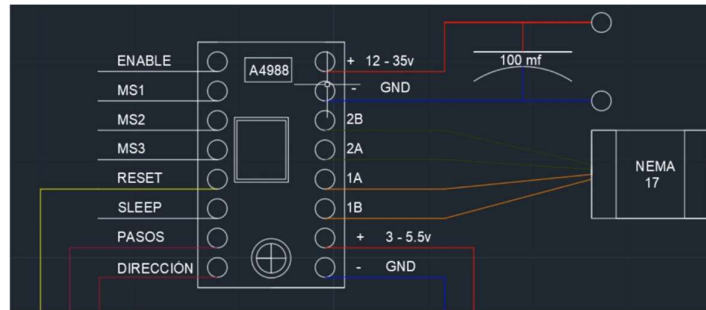 ENABLE
MS1
MS2
MS3
RESET
SLEEP
PASOS
DIRECCIÓN
A4988
+ 12 - 35v
- GND
2B
2A
1A
1B
+ 3 - 5.5v
- GND
100 mf
NEMA
17